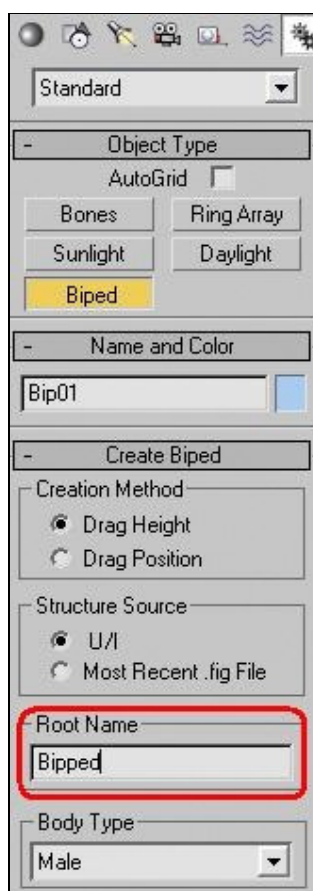 Standard
- Object Type
AutoGrid
Bones Ring Array
Sunlight Daylight
Biped
- Name and Color
Bip01
- Create Biped
Creation Method
Drag Height
Drag Position
Structure Source
U/I
Most Recent .fig File
Root Name
Bipped
Body Type
Male